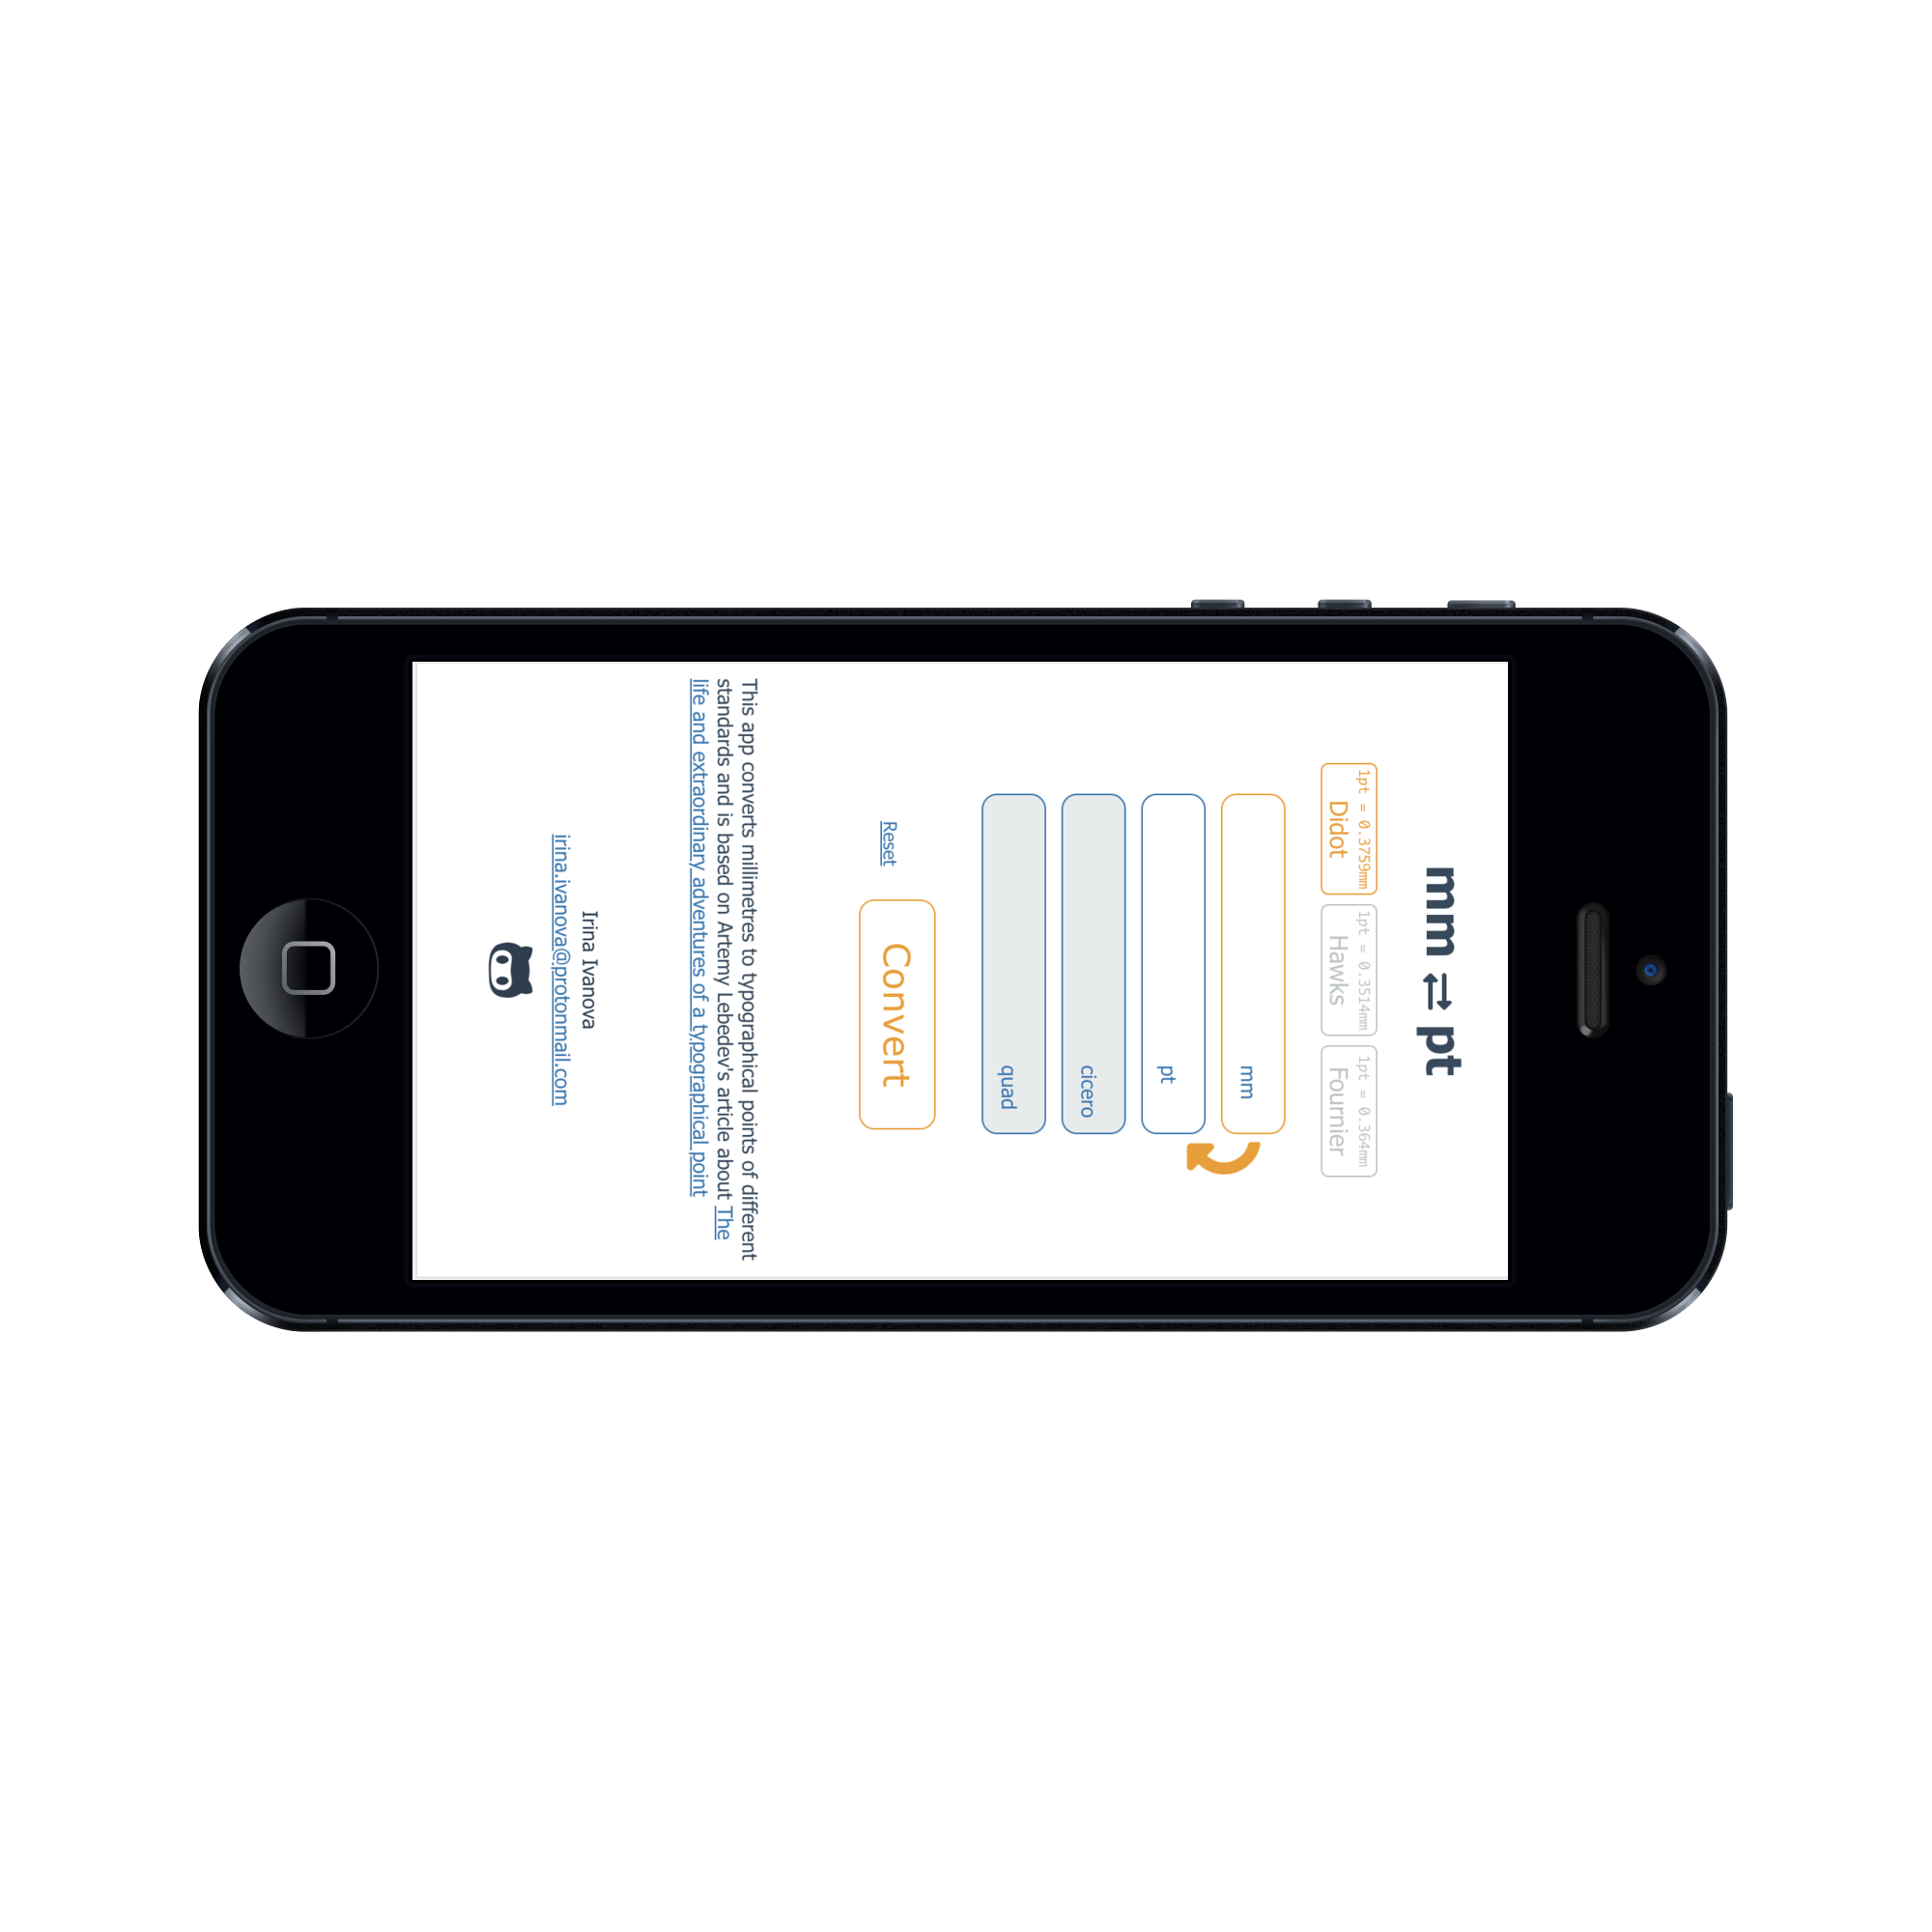 mm ⇄ pt
1pt = 0.3759mm
Didot
1pt = 0.3514mm
Hawks
1pt = 0.364mm
Fournier
mm
pt
cicero
quad
Reset
Convert
This app converts millimetres to typographical points of different
standards and is based on Artemy Lebedev's article about The
life and extraordinary adventures of a typographical point
Irina Ivanova
irina.ivanova@protonmail.com